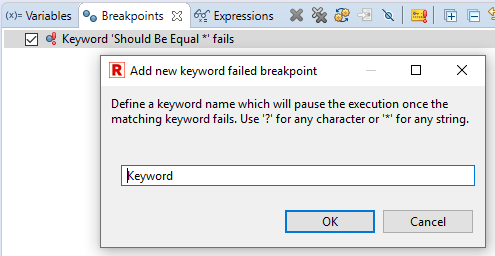 (x)= Variables Breakpoints Expressions
Keyword 'Should Be Equal *' fails
R Add new keyword failed breakpoint
Define a keyword name which will pause the execution once the
matching keyword fails. Use '?' for any character or '*' for any string.
Keyword
OK Cancel